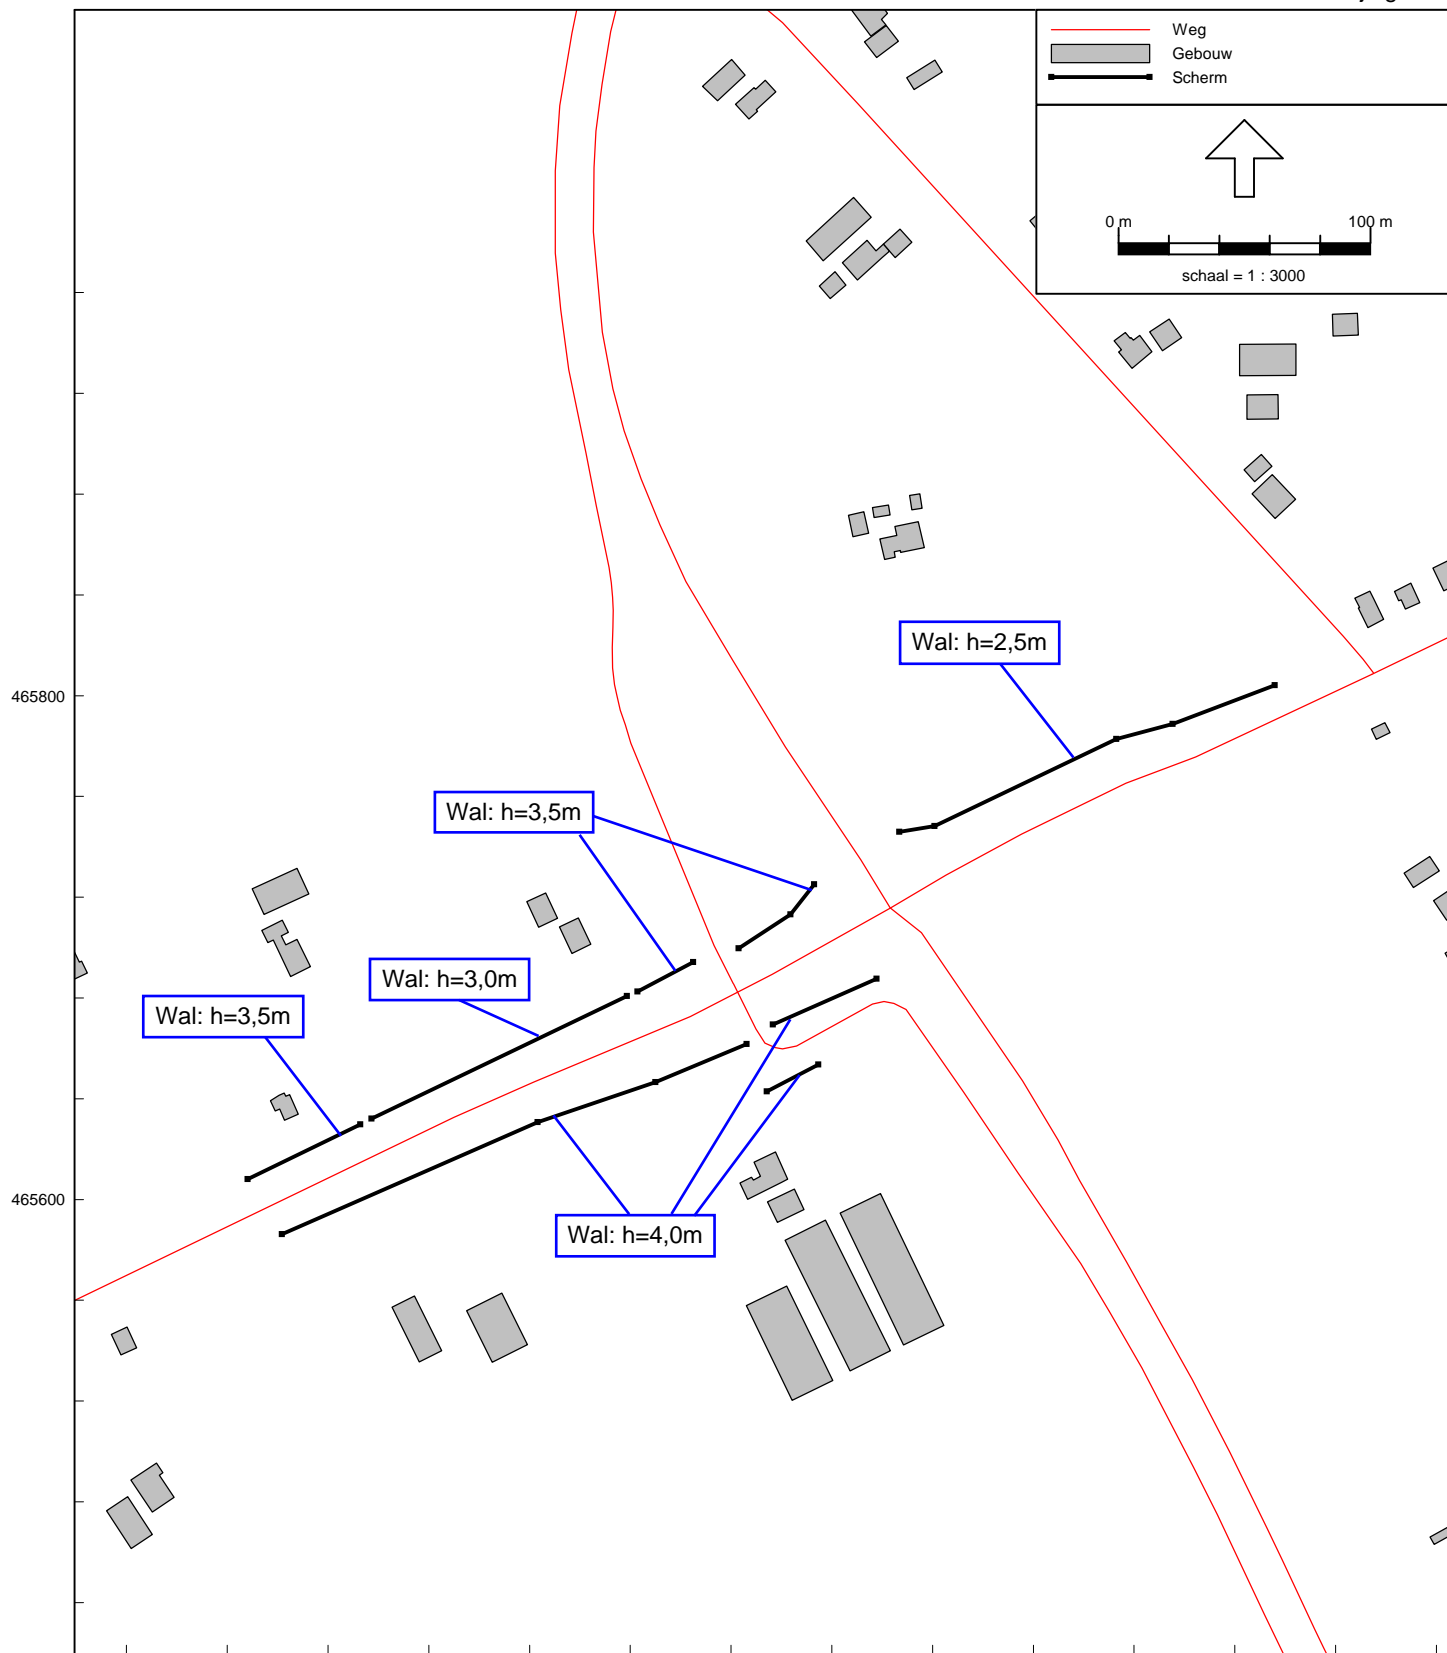 Weg
Gebouw
Scherm
0 m 100 m
schaal = 1 : 3000
Wal: h=2,5m
465800
Wal: h=3,5m
Wal: h=3,0m
Wal: h=3,5m
465600
Wal: h=4,0m